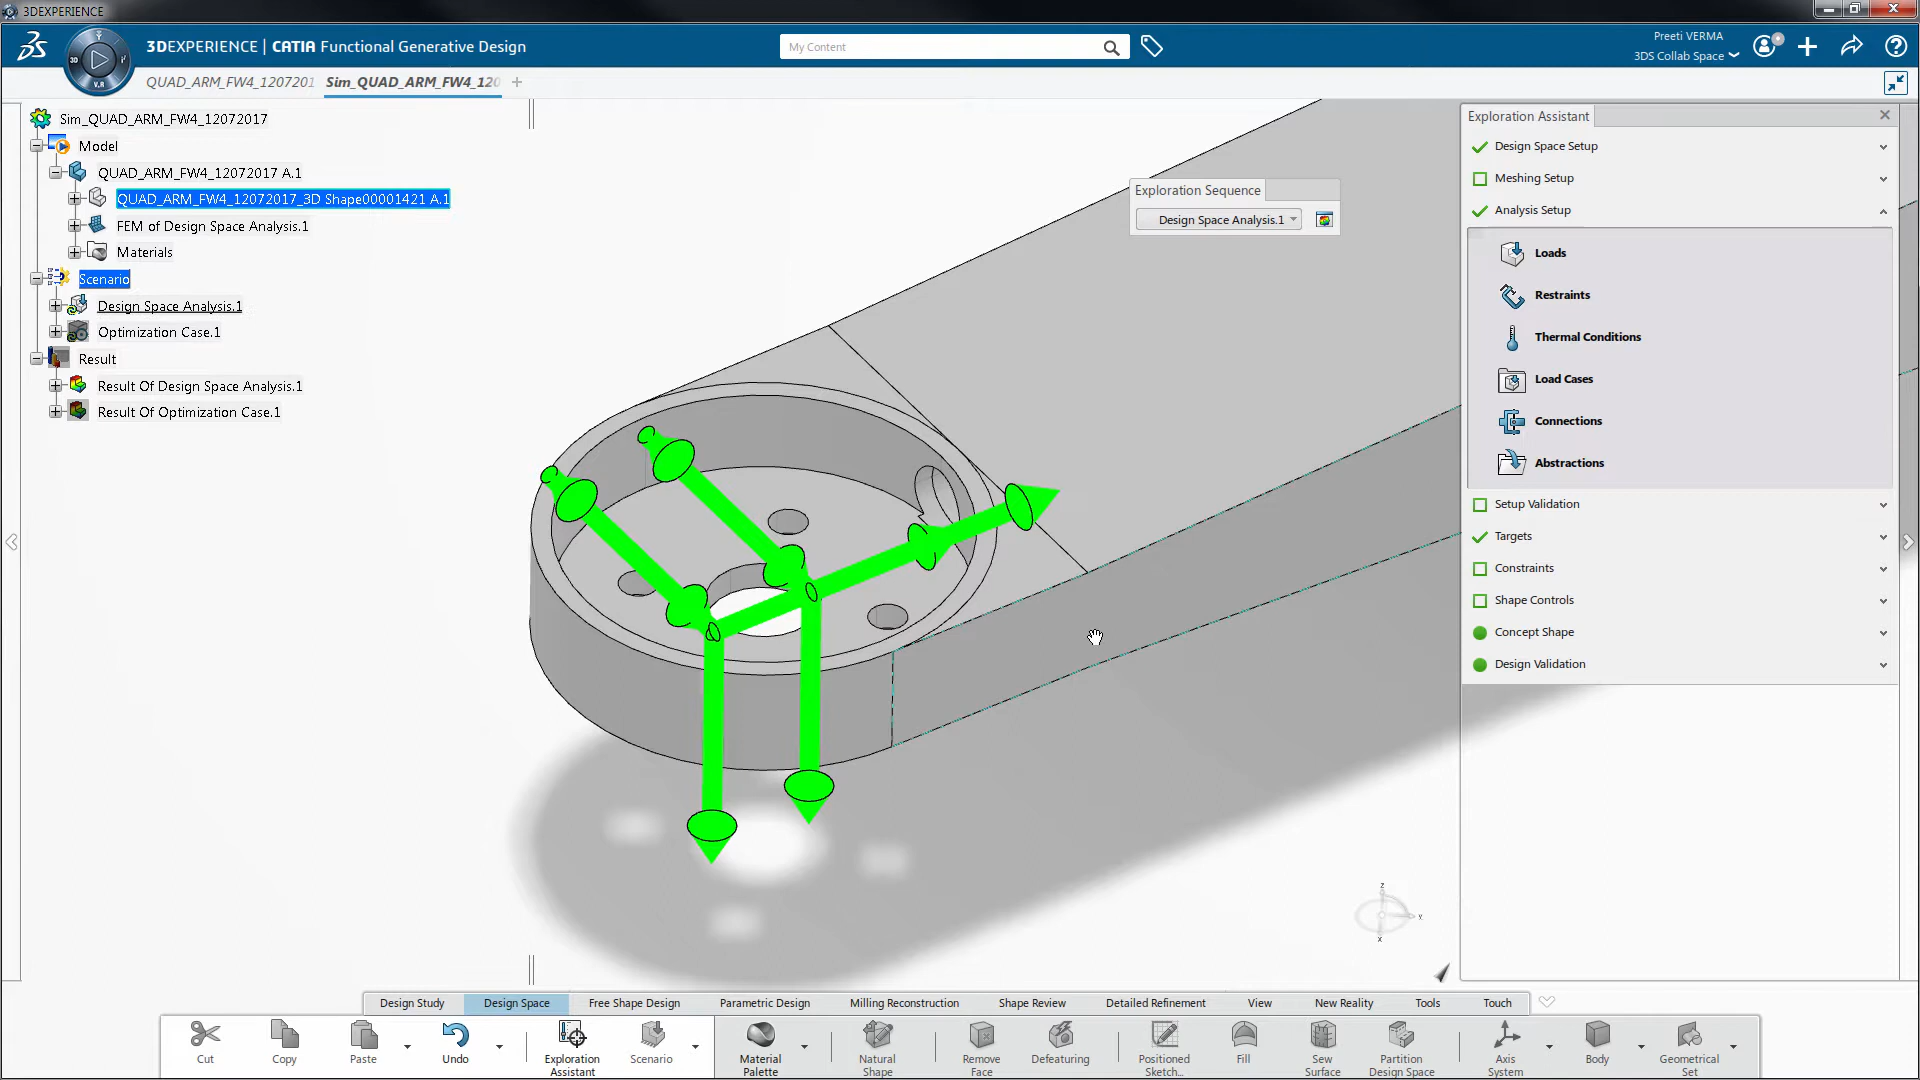 3DEXPERIENCE
3DEXPERIENCE | CATIA Functional Generative Design
My Content
Preeti VERMA
3DS Collab Space
3D
V.R
QUAD_ARM_FW4_1207201
Sim_QUAD_ARM_FW4_120
Sim_QUAD_ARM_FW4_12072017
Model
QUAD_ARM_FW4_12072017 A.1
QUAD_ARM_FW4_12072017_3D Shape00001421 A.1
FEM of Design Space Analysis.1
Materials
Scenario
Design Space Analysis.1
Optimization Case.1
Result
Result Of Design Space Analysis.1
Result Of Optimization Case.1
Exploration Sequence
Design Space Analysis.1
Exploration Assistant
Design Space Setup
Meshing Setup
Analysis Setup
Loads
Restraints
Thermal Conditions
Load Cases
Connections
Abstractions
Setup Validation
Targets
Constraints
Shape Controls
Concept Shape
Design Validation
z
y
x
Design Study
Design Space
Free Shape Design
Parametric Design
Milling Reconstruction
Shape Review
Detailed Refinement
View
New Reality
Tools
Touch
Cut
Copy
Paste
Undo
Exploration
Assistant
Scenario
Material
Palette
Natural
Shape
Remove
Face
Defeaturing
Positioned
Sketch...
Fill
Sew
Surface
Partition
Design Space
Axis
System
Body
Geometrical
Set